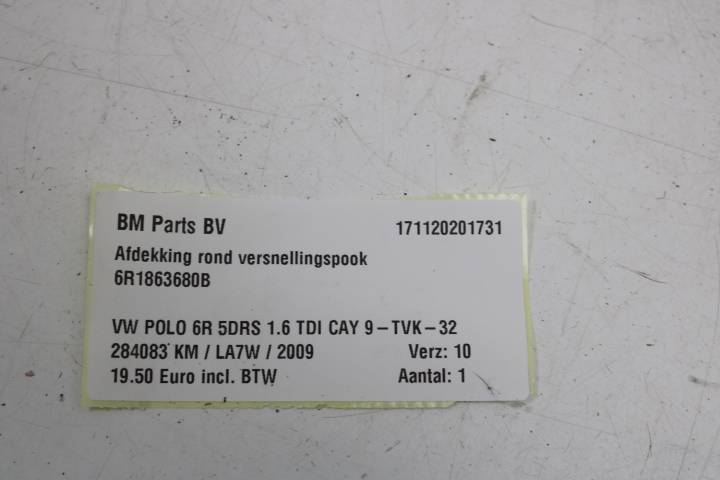 BM Parts BV 171120201731
Afdekking rond versnellingspook
6R1863680B
VW POLO 6R 5DRS 1.6 TDI CAY 9-TVK-32
284083 KM / LA7W / 2009 Verz: 10
19.50 Euro incl. BTW Aantal: 1